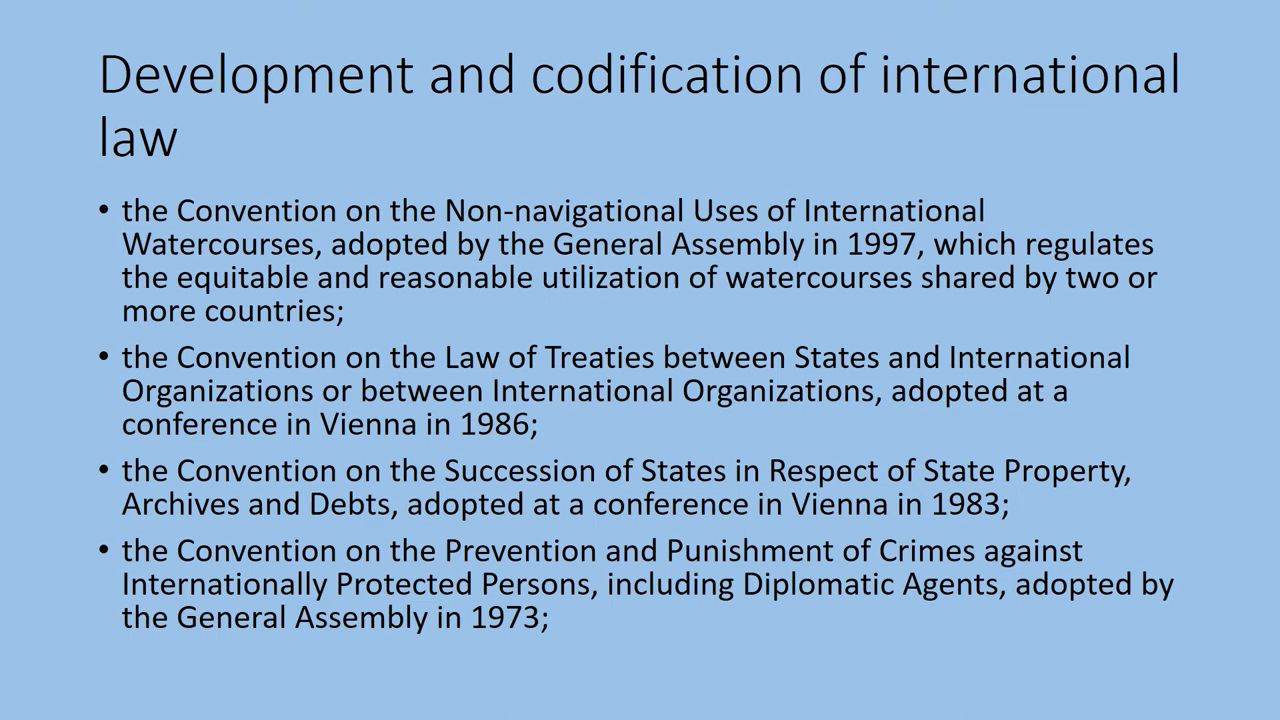 Development and codification of international
law
• the Convention on the Non-navigational Uses of International
Watercourses, adopted by the General Assembly in 1997, which regulates
the equitable and reasonable utilization of watercourses shared by two or
more countries;
• the Convention on the Law of Treaties between States and International
Organizations or between International Organizations, adopted at a
conference in Vienna in 1986;
• the Convention on the Succession of States in Respect of State Property,
Archives and Debts, adopted at a conference in Vienna in 1983;
• the Convention on the Prevention and Punishment of Crimes against
Internationally Protected Persons, including Diplomatic Agents, adopted by
the General Assembly in 1973;